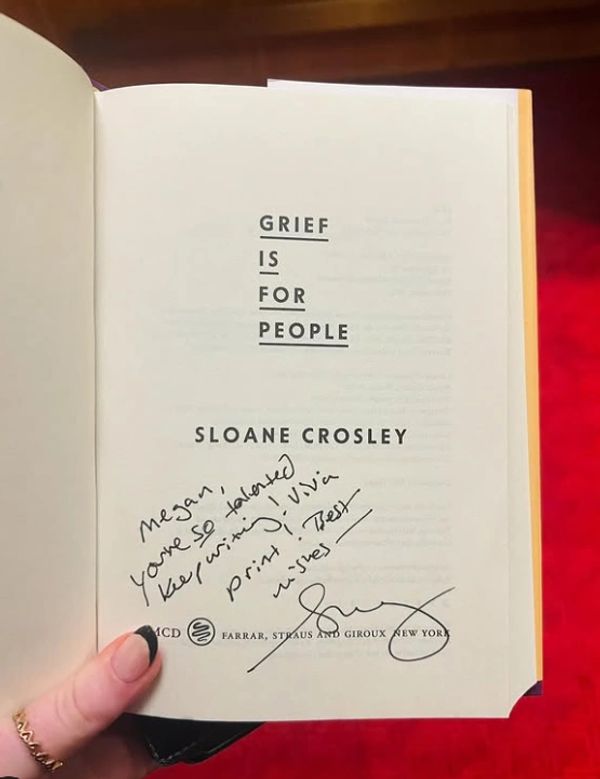 GRIEF
IS
FOR
PEOPLE
SLOANE CROSLEY
Megan,
you're so talented
Keep writing! Viva
print! Best
wishes —
MCD FARRAR, STRAUS AND GIROUX NEW YORK